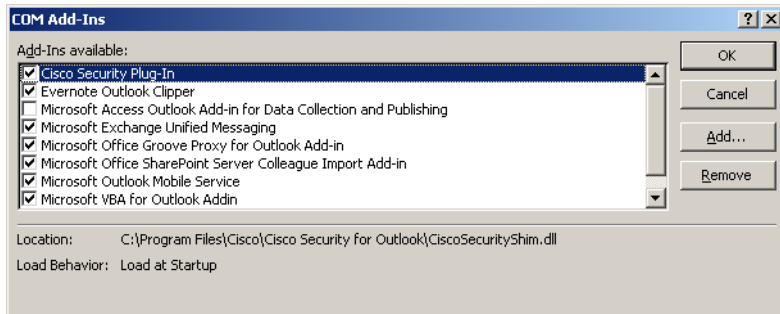 COM Add-Ins
Add-Ins available:
Cisco Security Plug-In
Evernote Outlook Clipper
Microsoft Access Outlook Add-in for Data Collection and Publishing
Microsoft Exchange Unified Messaging
Microsoft Office Groove Proxy for Outlook Add-in
Microsoft Office SharePoint Server Colleague Import Add-in
Microsoft Outlook Mobile Service
Microsoft VBA for Outlook Addin
OK
Cancel
Add...
Remove
Location: C:\Program Files\Cisco\Cisco Security for Outlook\CiscoSecurityShim.dll
Load Behavior: Load at Startup